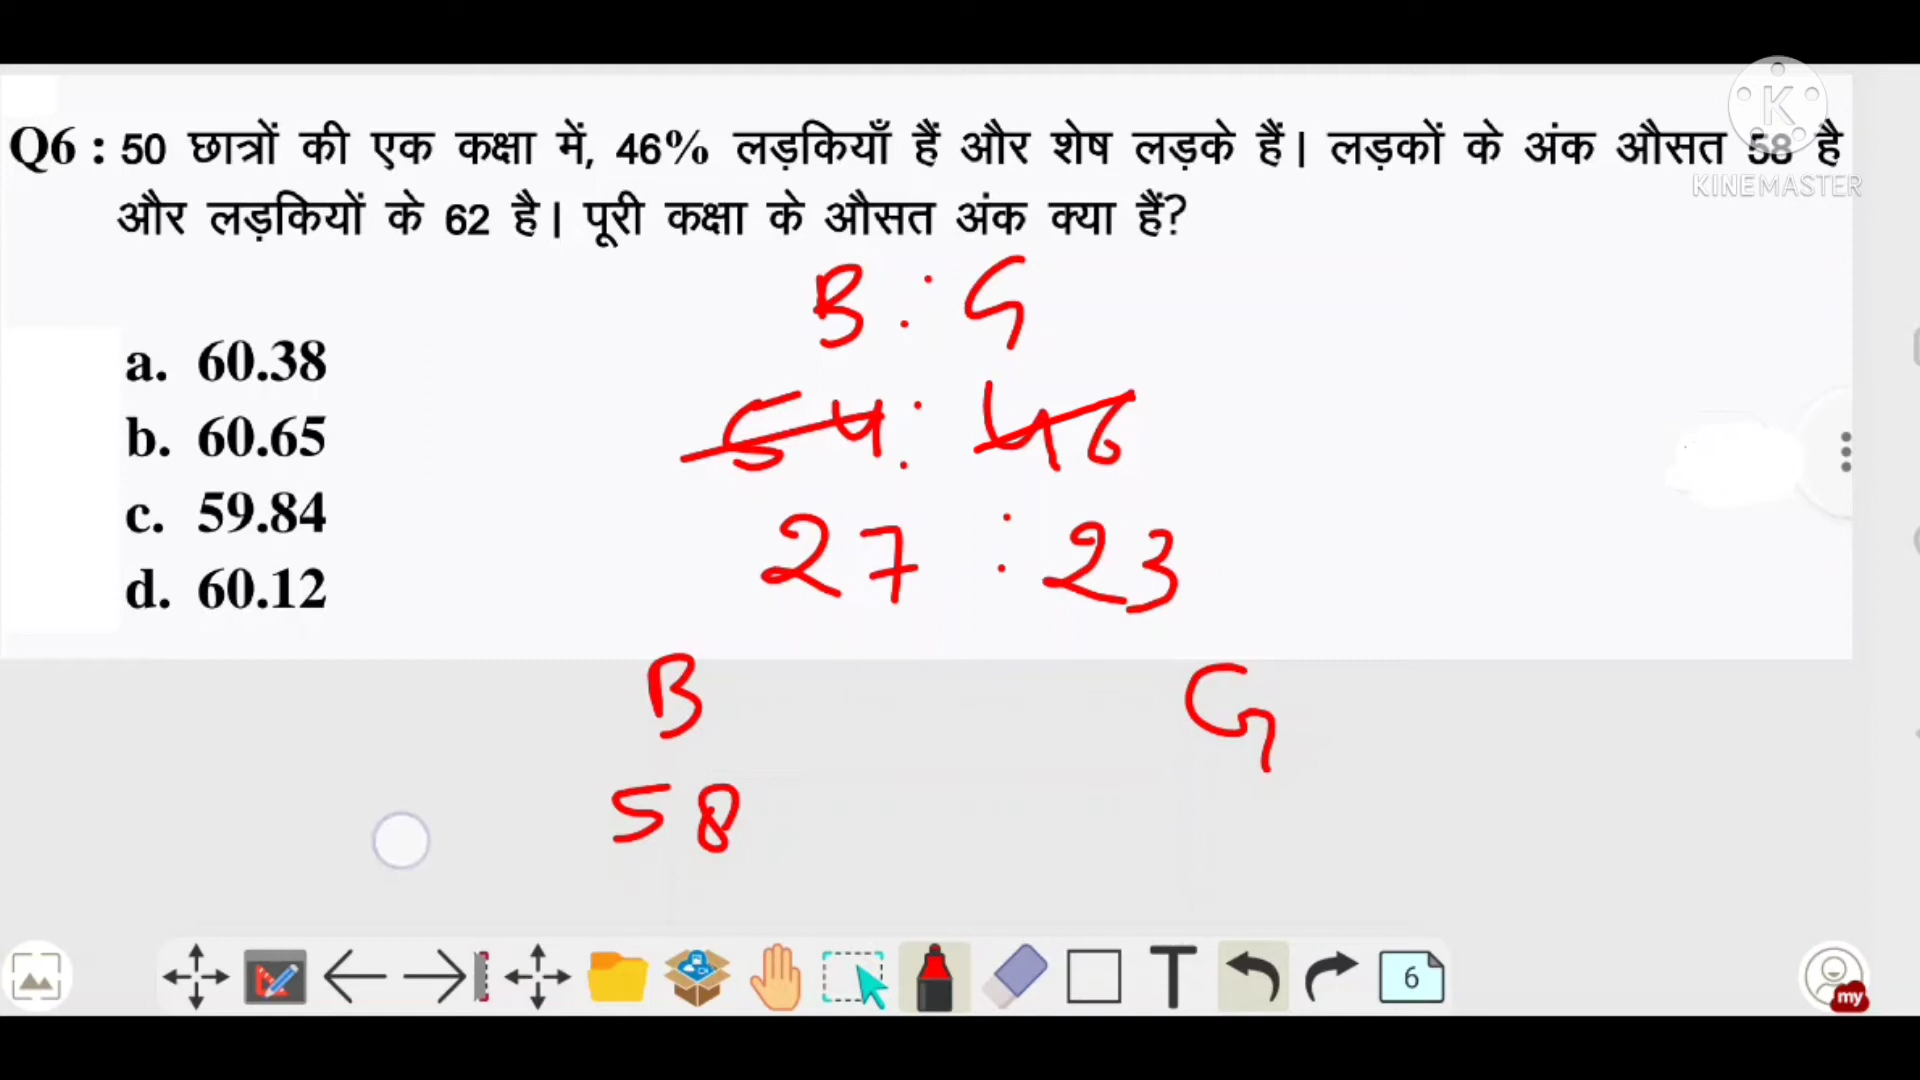 Q6 : 50 छात्रों की एक कक्षा में, 46% लड़कियाँ हैं और शेष लड़के हैं | लड़कों के अंक औसत 58 है
और लड़कियों के 62 है | पूरी कक्षा के औसत अंक क्या हैं?
K
KINEMASTER
B : G
a. 60.38
54 : 46
b. 60.65
c. 59.84
27 : 23
d. 60.12
B G
58
T
6
my